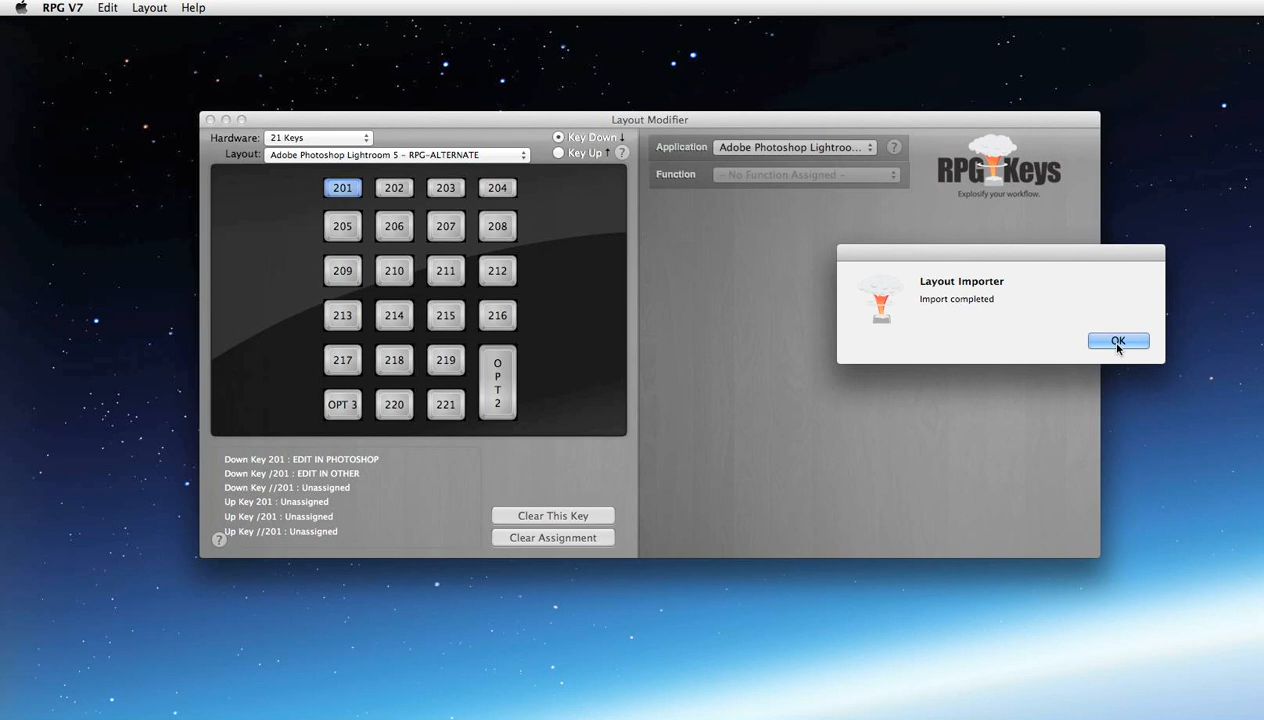 RPG V7 Edit Layout Help
Layout Modifier
Hardware: 21 Keys
Layout: Adobe Photoshop Lightroom 5 - RPG-ALTERNATE
Key Down ↓
Key Up ↑ ?
201 202 203 204
205 206 207 208
209 210 211 212
213 214 215 216
217 218 219
OPT 2
OPT 3 220 221
Down Key 201 : EDIT IN PHOTOSHOP
Down Key /201 : EDIT IN OTHER
Down Key //201 : Unassigned
Up Key 201 : Unassigned
Up Key /201 : Unassigned
Up Key //201 : Unassigned
?
Clear This Key
Clear Assignment
Application Adobe Photoshop Lightroo... ?
Function - No Function Assigned -
RPG Keys
Explosify your workflow.
Layout Importer
Import completed
OK